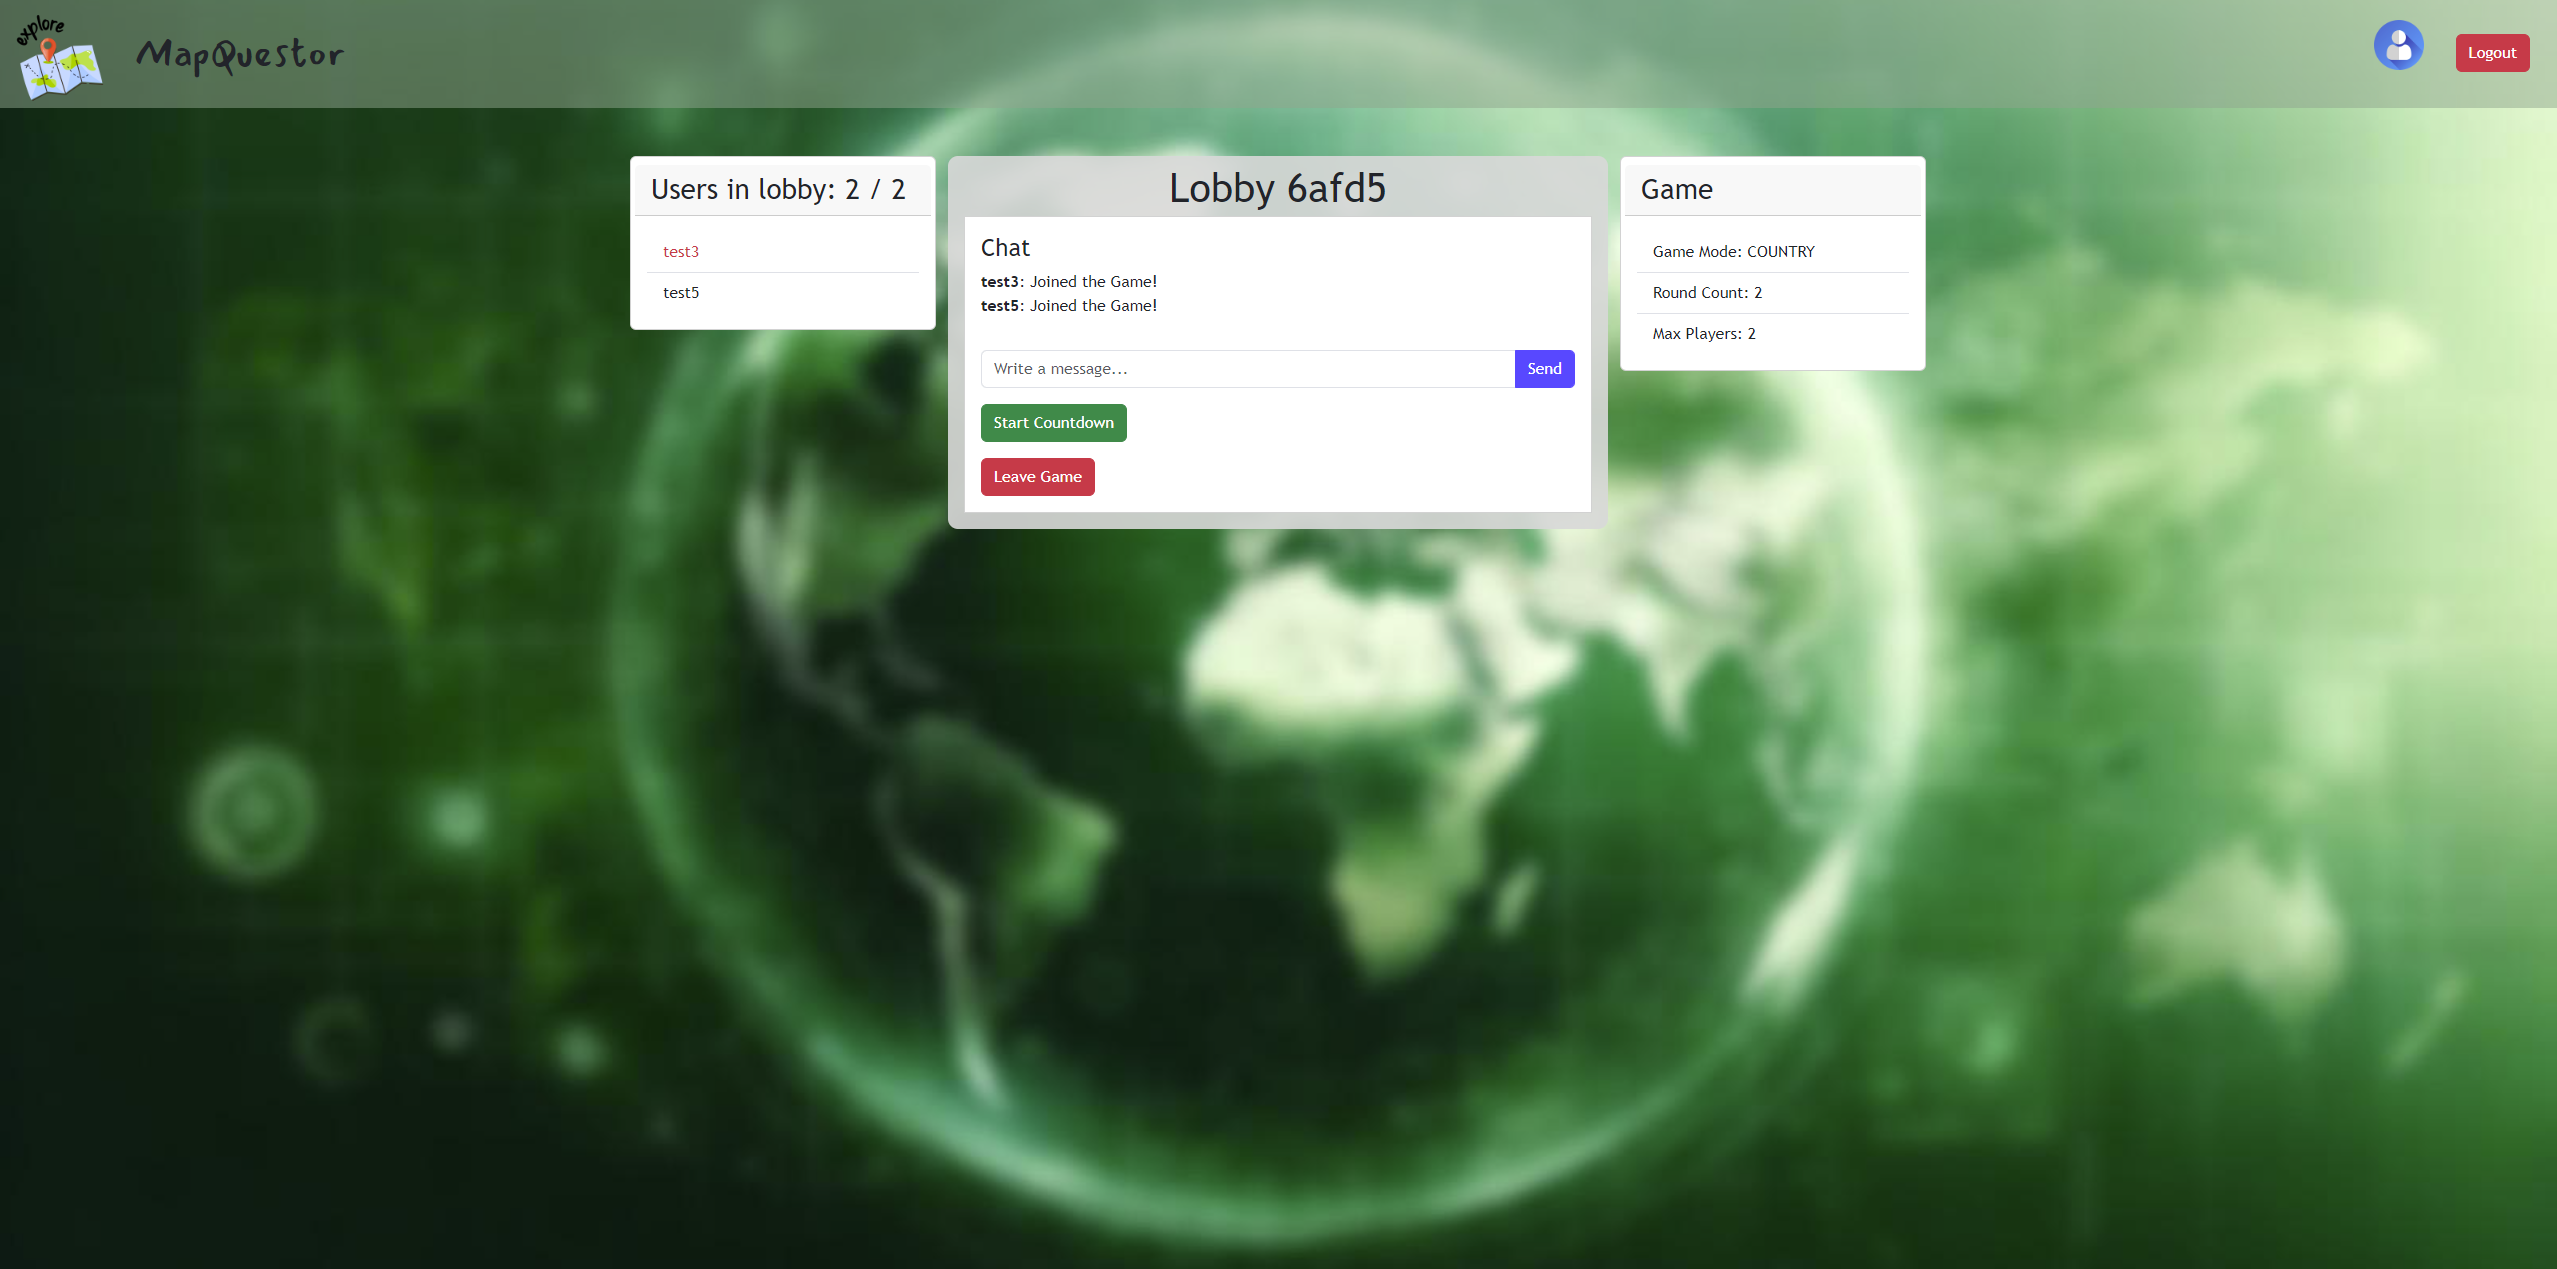 explore
MapQuestor
Logout
Users in lobby: 2 / 2
test3
test5
Lobby 6afd5
Chat
test3: Joined the Game!
test5: Joined the Game!
Write a message...
Send
Start Countdown
Leave Game
Game
Game Mode: COUNTRY
Round Count: 2
Max Players: 2